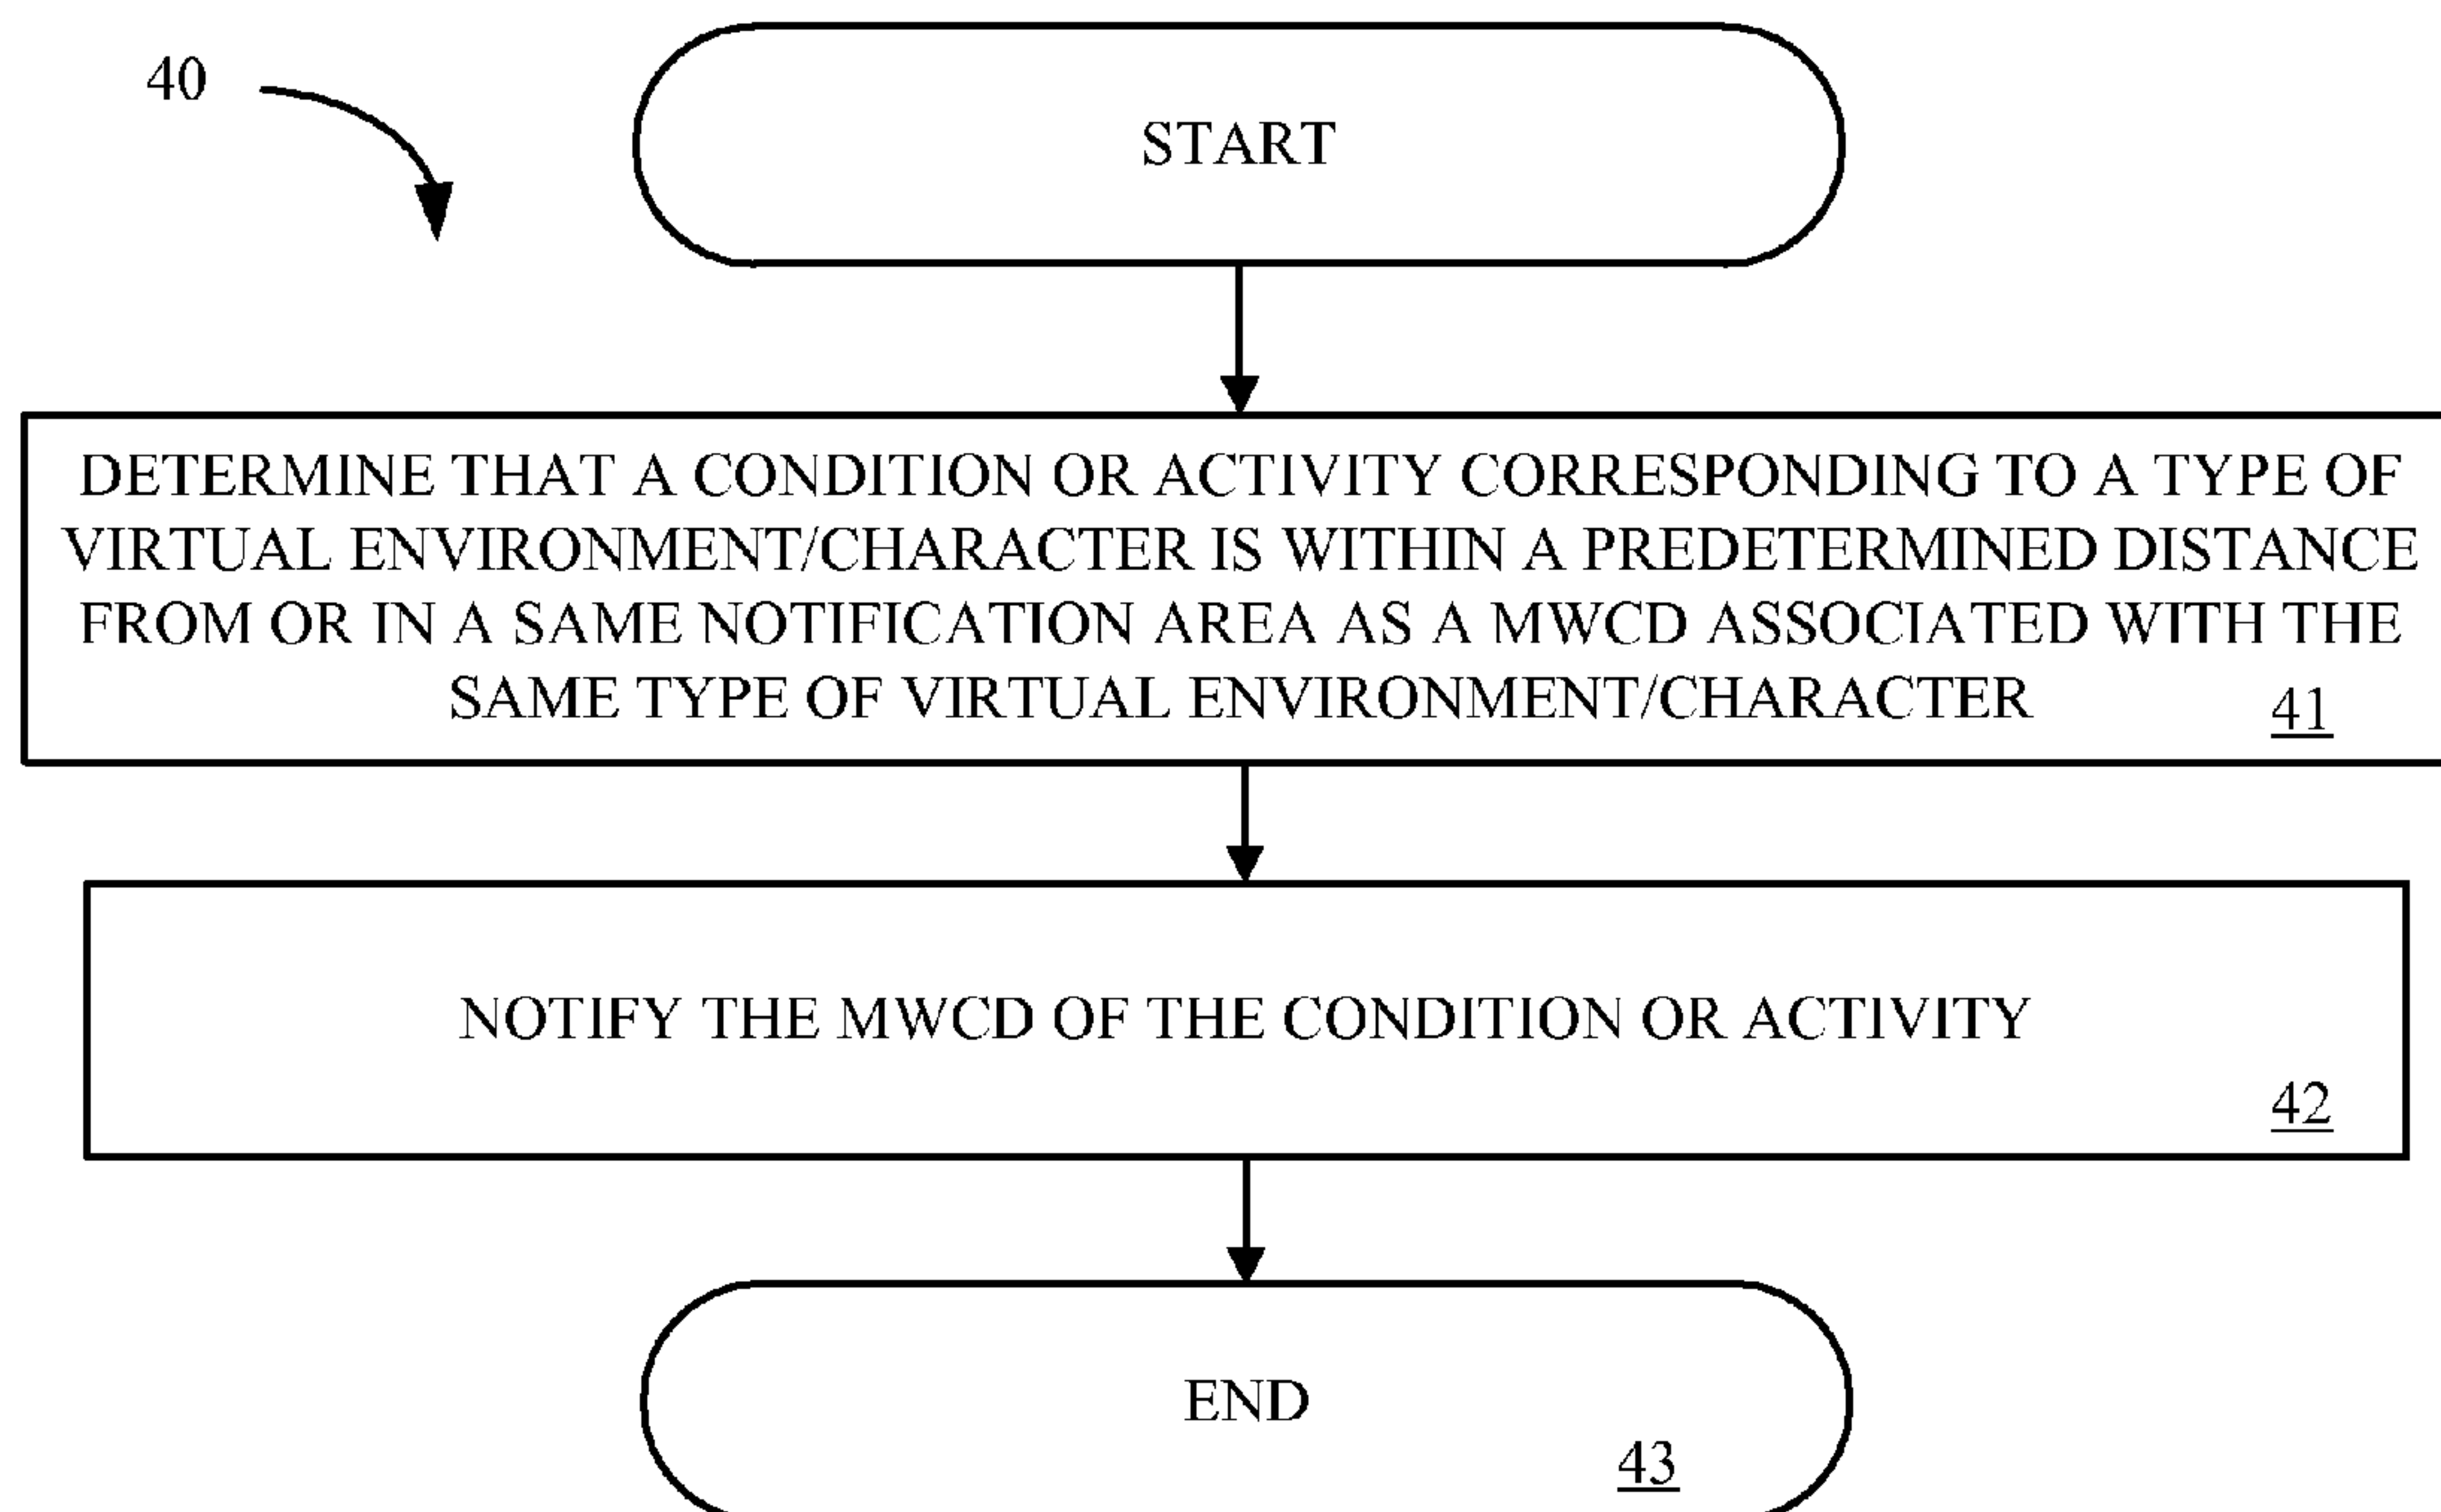 40
START
DETERMINE THAT A CONDITION OR ACTIVITY CORRESPONDING TO A TYPE OF
VIRTUAL ENVIRONMENT/CHARACTER IS WITHIN A PREDETERMINED DISTANCE
FROM OR IN A SAME NOTIFICATION AREA AS A MWCD ASSOCIATED WITH THE
SAME TYPE OF VIRTUAL ENVIRONMENT/CHARACTER
41
NOTIFY THE MWCD OF THE CONDITION OR ACTIVITY
42
END
43